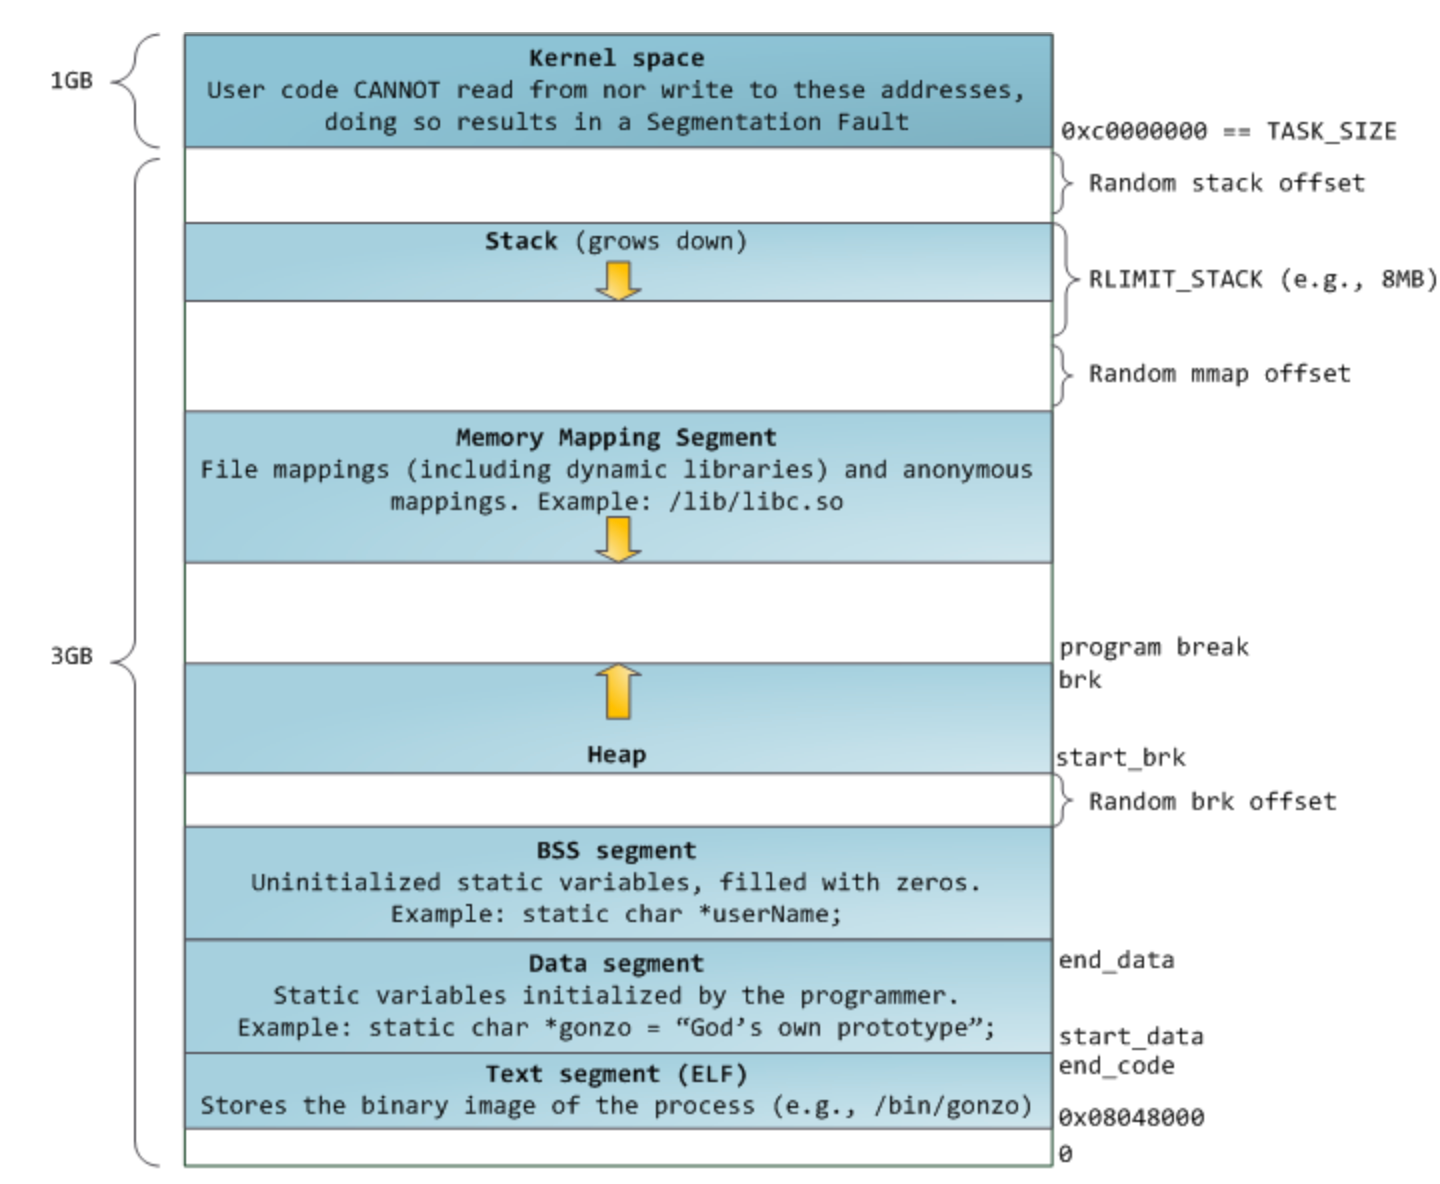 1GB
Kernel space
User code CANNOT read from nor write to these addresses,
doing so results in a Segmentation Fault
0xc0000000 == TASK_SIZE
Random stack offset
Stack (grows down)
RLIMIT_STACK (e.g., 8MB)
Random mmap offset
Memory Mapping Segment
File mappings (including dynamic libraries) and anonymous
mappings. Example: /lib/libc.so
3GB
program break
brk
Heap
start_brk
Random brk offset
BSS segment
Uninitialized static variables, filled with zeros.
Example: static char *userName;
Data segment
end_data
Static variables initialized by the programmer.
Example: static char *gonzo = “God’s own prototype”;
start_data
end_code
Text segment (ELF)
Stores the binary image of the process (e.g., /bin/gonzo)
0x08048000
0